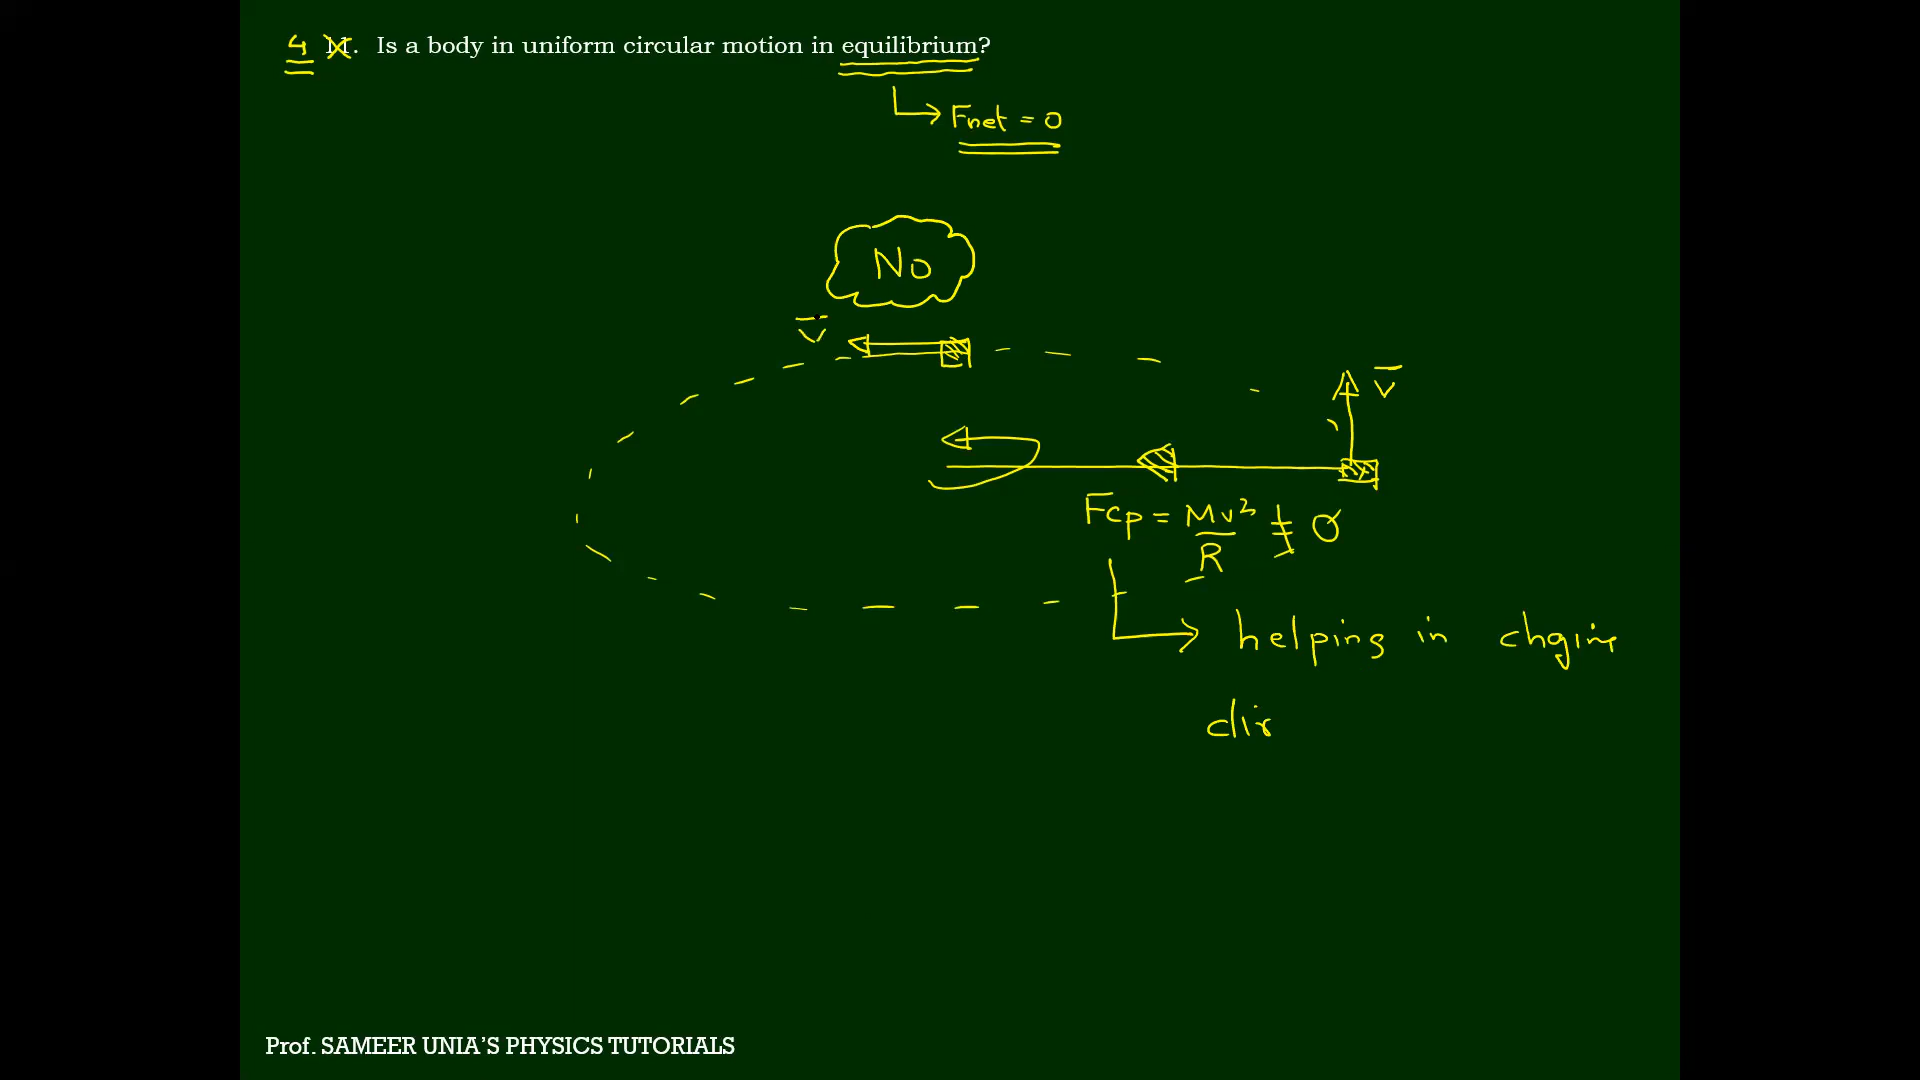 4 11. Is a body in uniform circular motion in equilibrium?
Fnet = 0
No
v̅
v̅
Fcp = Mv²/R ≠ 0
helping in chging
dir
Prof. SAMEER UNIA'S PHYSICS TUTORIALS